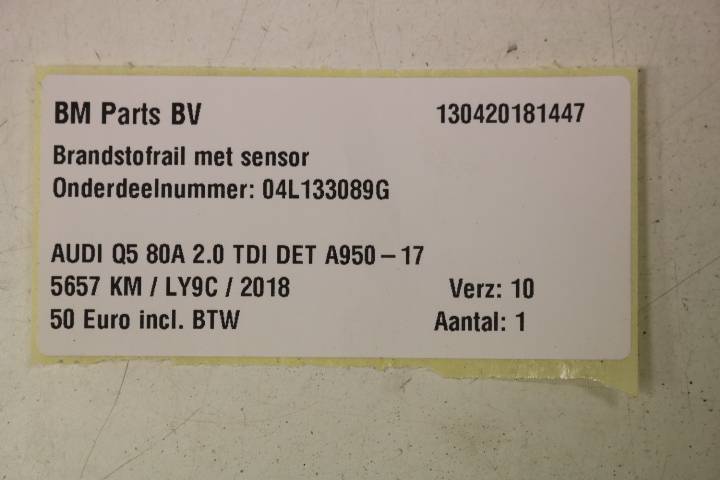 BM Parts BV 130420181447
Brandstofrail met sensor
Onderdeelnummer: 04L133089G
AUDI Q5 80A 2.0 TDI DET A950-17
5657 KM / LY9C / 2018 Verz: 10
50 Euro incl. BTW Aantal: 1